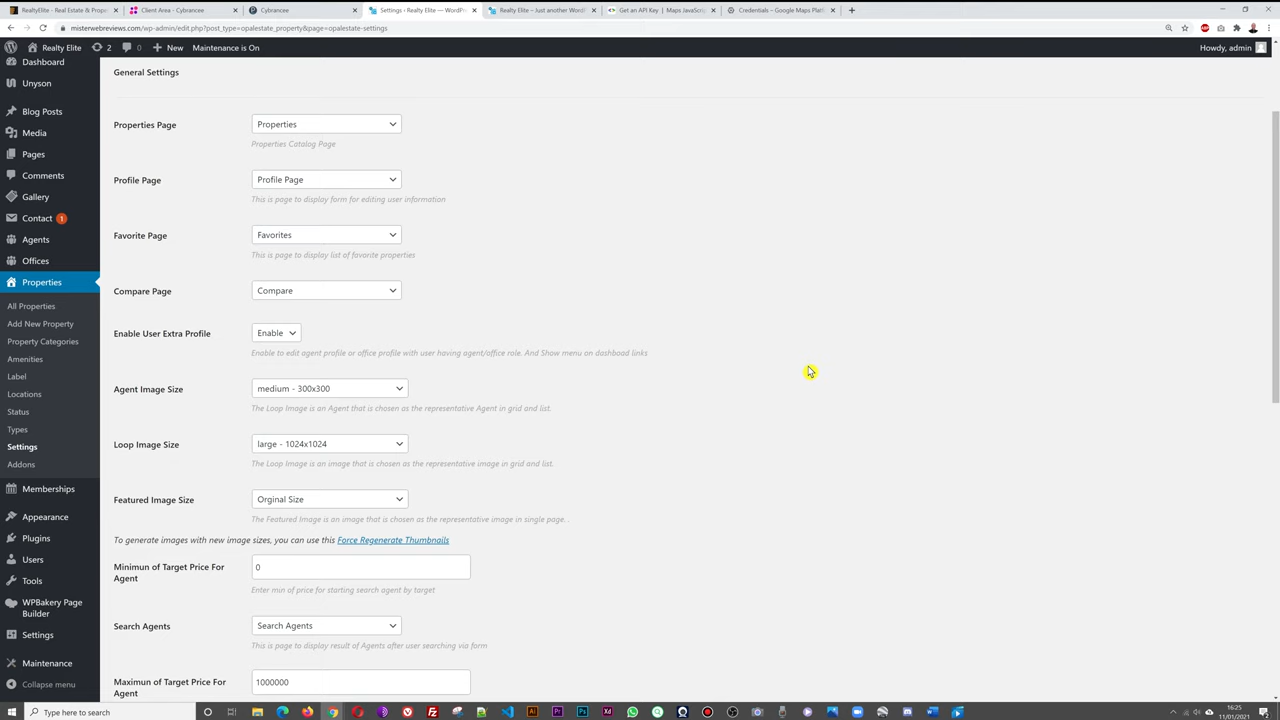 RealtyElite - Real Estate & Prope
Client Area - Cybrancee
Cybrancee
Settings ‹ Realty Elite — WordPr
Realty Elite – Just another WordP
Get an API Key | Maps JavaScri
Credentials – Google Maps Platf
misterwebreviews.com/wp-admin/edit.php?post_type=opalestate_property&page=opalestate-settings
Realty Elite 2 0 New Maintenance is On Howdy, admin
Dashboard
Unyson
Blog Posts
Media
Pages
Comments
Gallery
Contact 1
Agents
Offices
Properties
All Properties
Add New Property
Property Categories
Amenities
Label
Locations
Status
Types
Settings
Addons
Memberships
Appearance
Plugins
Users
Tools
WPBakery Page
Builder
Settings
Maintenance
Collapse menu
General Settings
Properties Page Properties
Properties Catalog Page
Profile Page Profile Page
This is page to display form for editing user information
Favorite Page Favorites
This is page to display list of favorite properties
Compare Page Compare
Enable User Extra Profile Enable
Enable to edit agent profile or office profile with user having agent/office role. And Show menu on dashboad links
Agent Image Size medium - 300x300
The Loop Image is an Agent that is chosen as the representative Agent in grid and list.
Loop Image Size large - 1024x1024
The Loop Image is an image that is chosen as the representative image in grid and list.
Featured Image Size Orginal Size
The Featured Image is an image that is chosen as the representative image in single page. .
To generate images with new image sizes, you can use this Force Regenerate Thumbnails
Minimun of Target Price For
Agent
0
Enter min of price for starting search agent by target
Search Agents Search Agents
This is page to display result of Agents after user searching via form
Maximun of Target Price For
Agent
1000000
Type here to search
16:25
11/01/2021